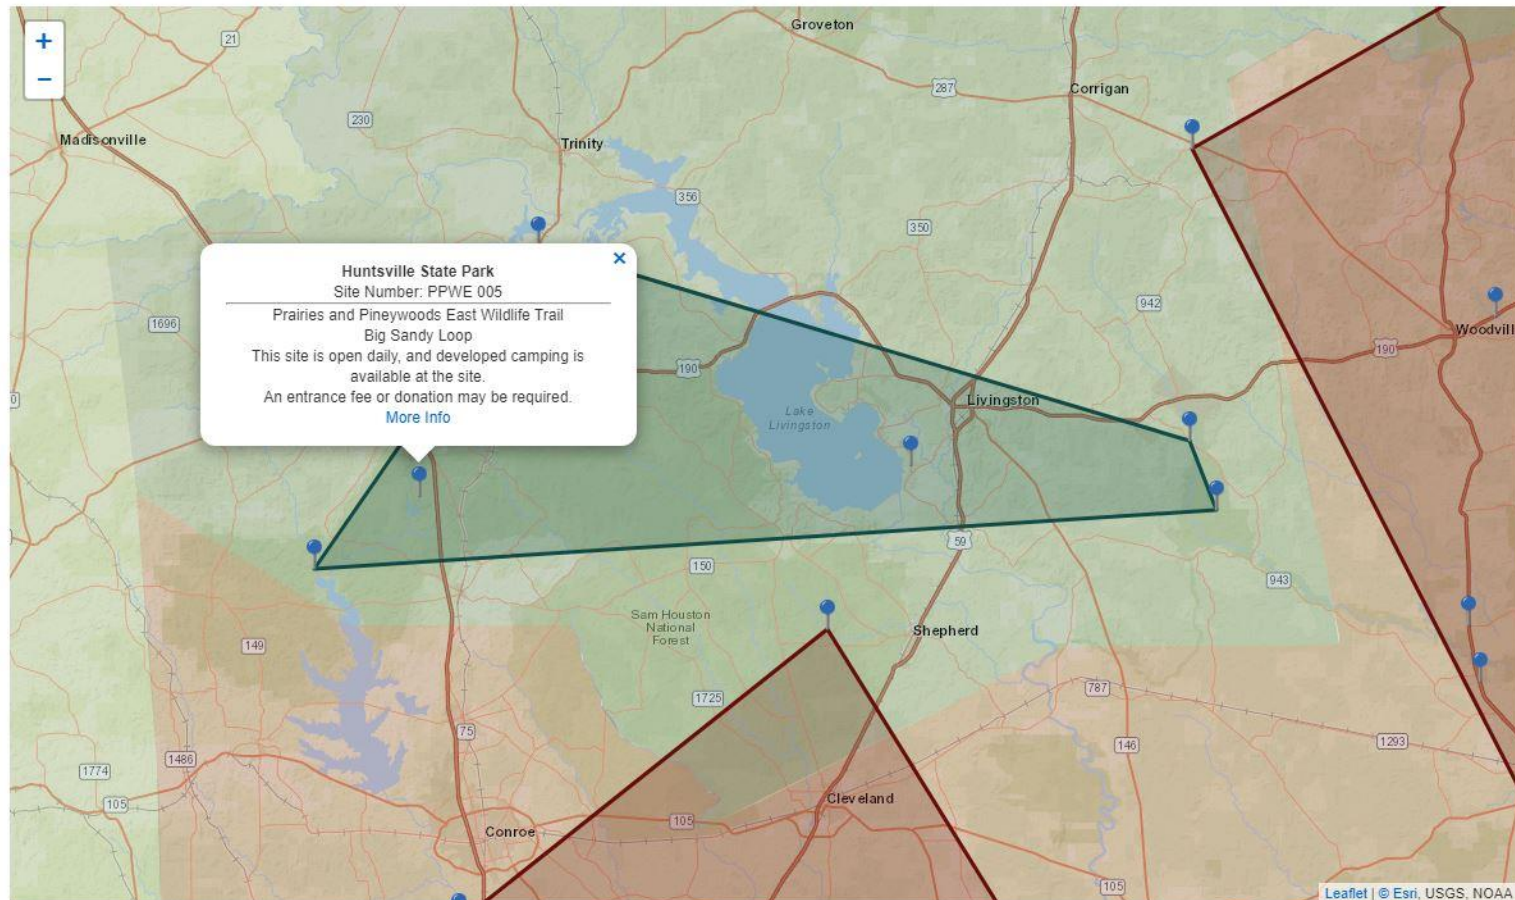 +
−
21
Groveton
287
Corrigan
230
Madisonville
Trinity
356
350
×
Huntsville State Park
Site Number: PPWE 005
Prairies and Pineywoods East Wildlife Trail
Big Sandy Loop
This site is open daily, and developed camping is
available at the site.
An entrance fee or donation may be required.
More Info
942
1696
Woodvill
190
190
Livingston
Lake
Livingston
0
59
150
943
Sam Houston
National
Forest
Shepherd
149
787
1725
75
146
1293
1486
1774
105
Cleveland
105
Conroe
105
Leaflet | © Esri, USGS, NOAA